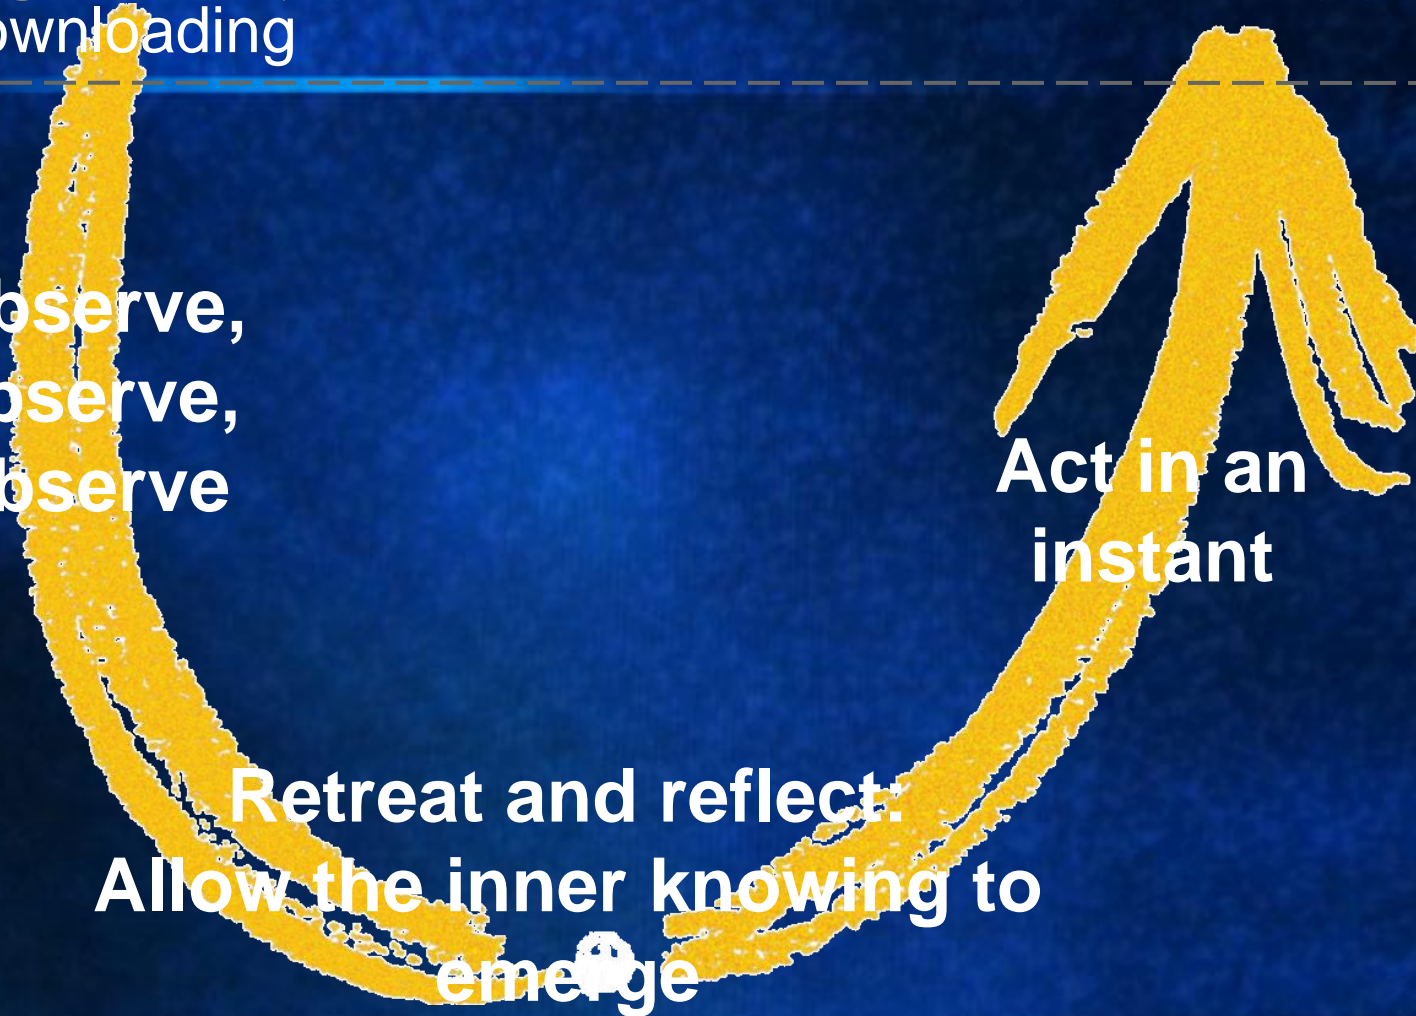 ownloading
bserve,
bserve,
bserve
Act in an
instant
Retreat and reflect:
Allow the inner knowing to
emerge